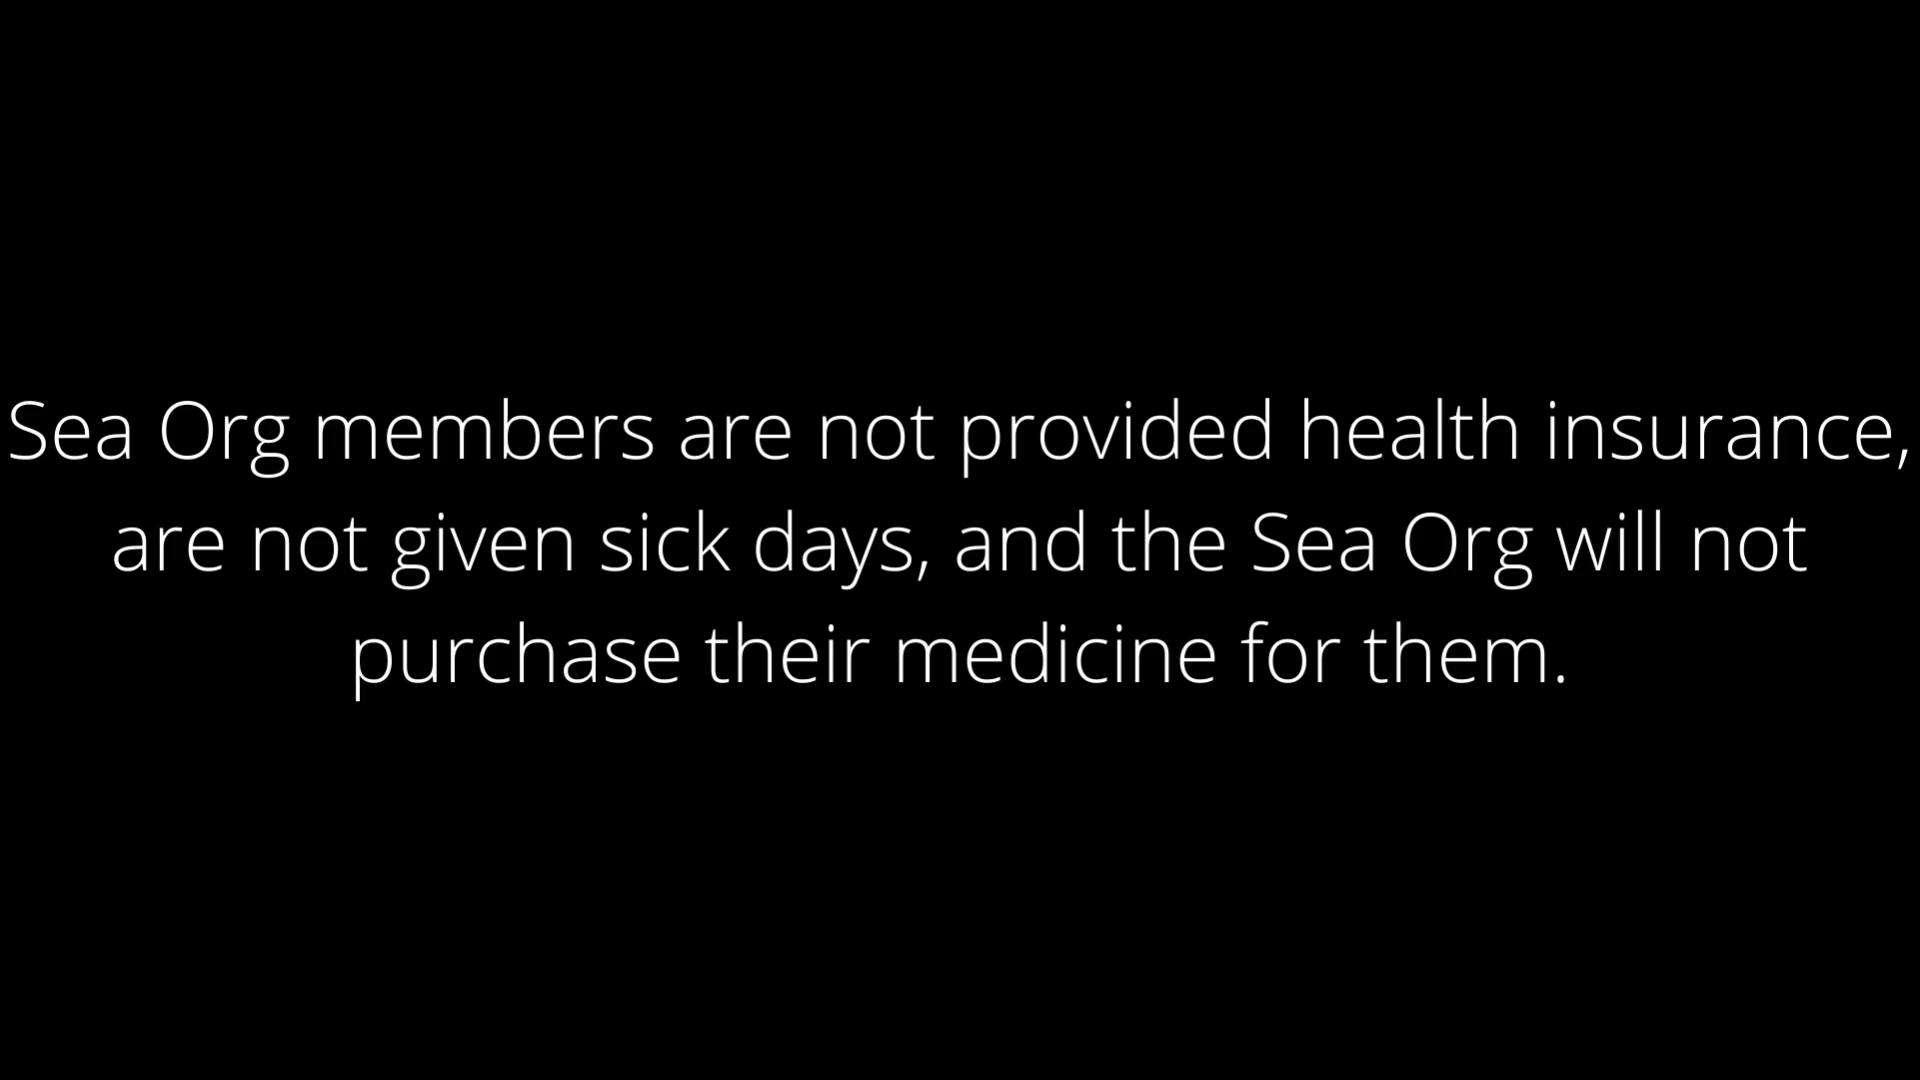 Sea Org members are not provided health insurance,
are not given sick days, and the Sea Org will not
purchase their medicine for them.